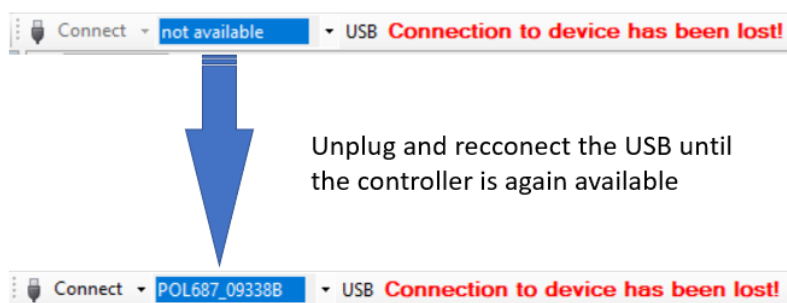 Connect not available USB Connection to device has been lost!
Unplug and recconect the USB until
the controller is again available
Connect POL687_09338B USB Connection to device has been lost!